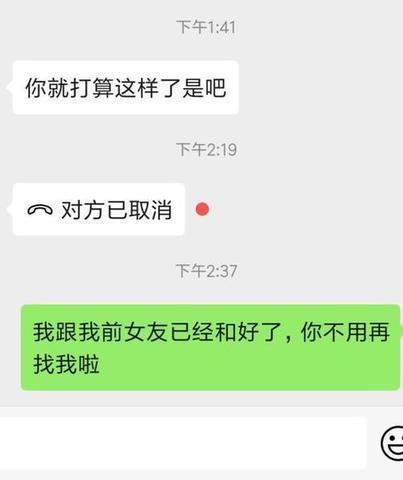 下午1:41
你就打算这样了是吧
下午2:19
对方已取消
下午2:37
我跟我前女友已经和好了，你不用再
找我啦